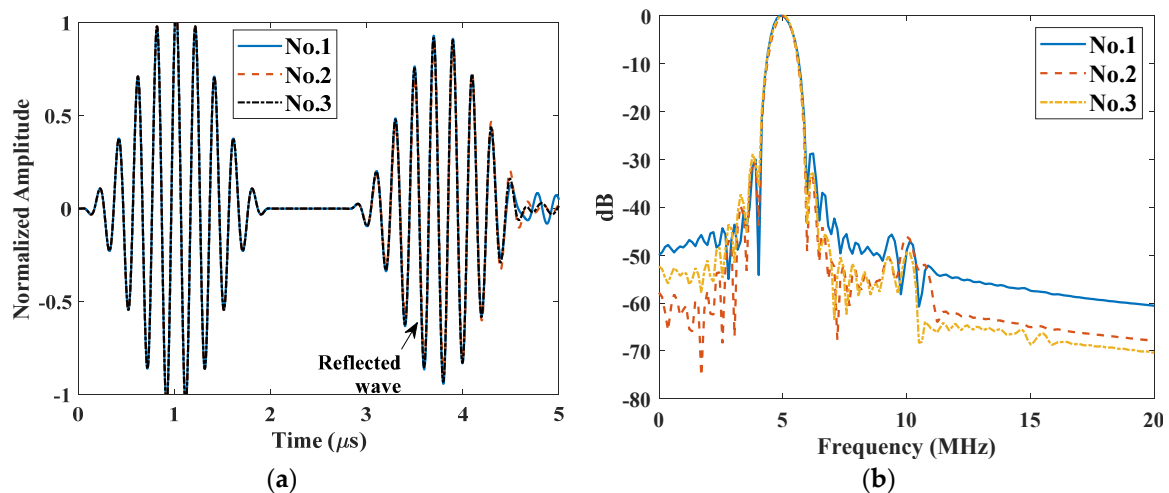 1
0.5
0
-0.5
-1
Normalized Amplitude
No.1
No.2
No.3
Reflected
wave
0 1 2 3 4 5
Time (μs)
(a)
0
-10
-20
-30
-40
-50
-60
-70
-80
dB
No.1
No.2
No.3
0 5 10 15 20
Frequency (MHz)
(b)